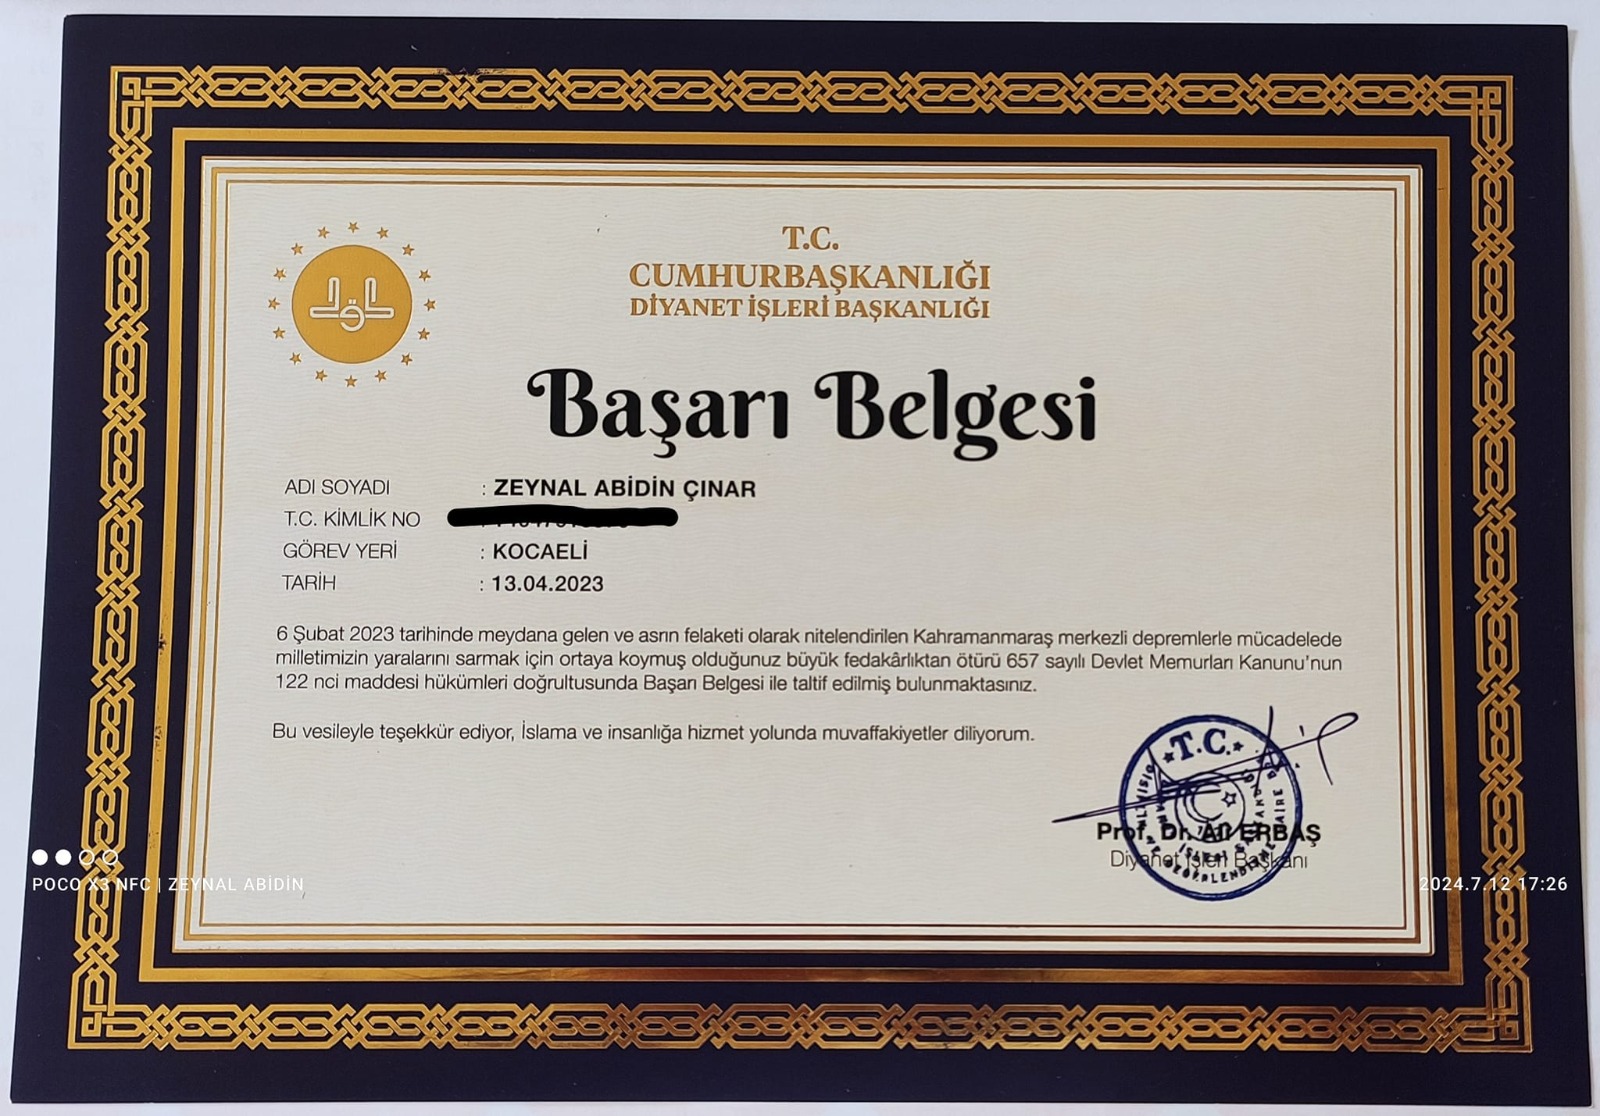 T.C.
CUMHURBAŞKANLIĞI
DİYANET İŞLERİ BAŞKANLIĞI
Başarı Belgesi
ADI SOYADI : ZEYNAL ABİDİN ÇINAR
T.C. KİMLİK NO
GÖREV YERİ : KOCAELİ
TARİH : 13.04.2023
6 Şubat 2023 tarihinde meydana gelen ve asrın felaketi olarak nitelendirilen Kahramanmaraş merkezli depremlerle mücadelede
milletimizin yaralarını sarmak için ortaya koymuş olduğunuz büyük fedakârlıktan ötürü 657 sayılı Devlet Memurları Kanunu'nun
122 nci maddesi hükümleri doğrultusunda Başarı Belgesi ile taltif edilmiş bulunmaktasınız.
Bu vesileyle teşekkür ediyor, İslama ve insanlığa hizmet yolunda muvaffakiyetler diliyorum.
T.C.
Prof. Dr. Ali ERBAŞ
Diyanet İşleri Başkanı
POCO X3 NFC | ZEYNAL ABİDİN
2024.7.12 17:26